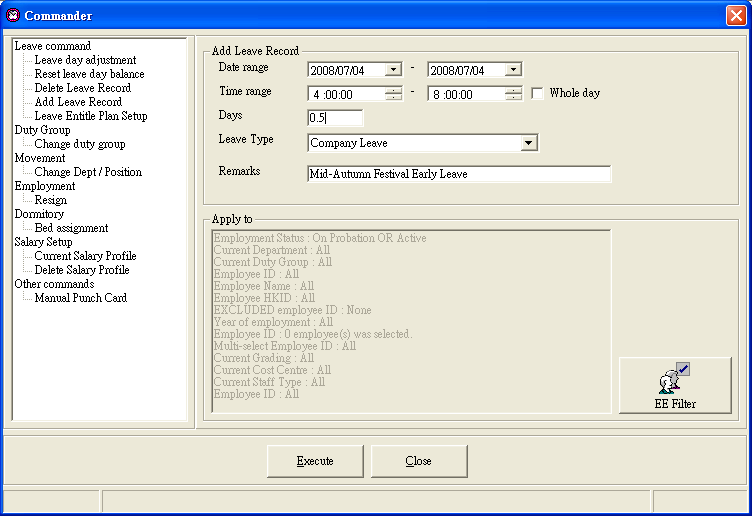 Commander
Leave command
Leave day adjustment
Reset leave day balance
Delete Leave Record
Add Leave Record
Leave Entitle Plan Setup
Duty Group
Change duty group
Movement
Change Dept / Position
Employment
Resign
Dormitory
Bed assignment
Salary Setup
Current Salary Profile
Delete Salary Profile
Other commands
Manual Punch Card
Add Leave Record
Date range 2008/07/04 - 2008/07/04
Time range 4 :00:00 - 8 :00:00 Whole day
Days 0.5
Leave Type Company Leave
Remarks Mid-Autumn Festival Early Leave
Apply to
Employment Status : On Probation OR Active
Current Department : All
Current Duty Group : All
Employee ID : All
Employee Name : All
Employee HKID : All
EXCLUDED employee ID : None
Year of employment : All
Employee ID : 0 employee(s) was selected.
Multi-select Employee ID : All
Current Grading : All
Current Cost Centre : All
Current Staff Type : All
Employee ID : All
EE Filter
Execute Close